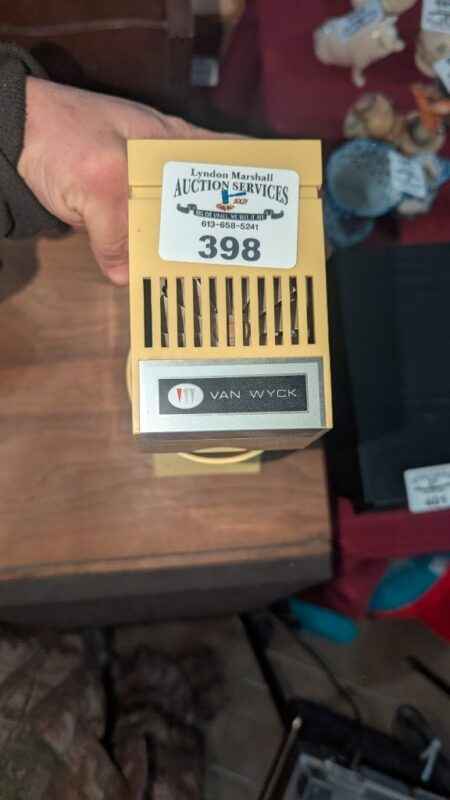 Lyndon Marshall
AUCTION SERVICES
613-658-5241
398
VAN WYCK